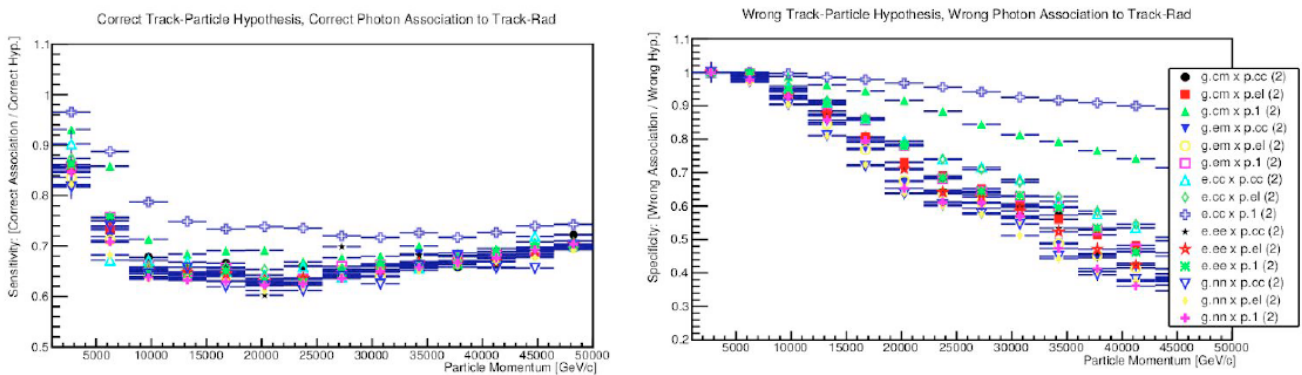 Correct Track-Particle Hypothesis, Correct Photon Association to Track-Rad
Sensitivity: [Correct Association / Correct Hyp.]
1.1
1
0.9
0.8
0.7
0.6
0.5
5000 10000 15000 20000 25000 30000 35000 40000 45000 50000
Particle Momentum [GeV/c]
Wrong Track-Particle Hypothesis, Wrong Photon Association to Track-Rad
Specificity: [Wrong Association / Wrong Hyp.]
1.1
1
0.9
0.8
0.7
0.6
0.5
0.4
0.3
0.2
5000 10000 15000 20000 25000 30000 35000 40000 45000 50000
Particle Momentum [GeV/c]
g.cm x p.cc (2)
g.cm x p.el (2)
g.cm x p.1 (2)
g.em x p.cc (2)
g.em x p.el (2)
g.em x p.1 (2)
e.cc x p.cc (2)
e.cc x p.el (2)
e.cc x p.1 (2)
e.ee x p.cc (2)
e.ee x p.el (2)
e.ee x p.1 (2)
g.nn x p.cc (2)
g.nn x p.el (2)
g.nn x p.1 (2)